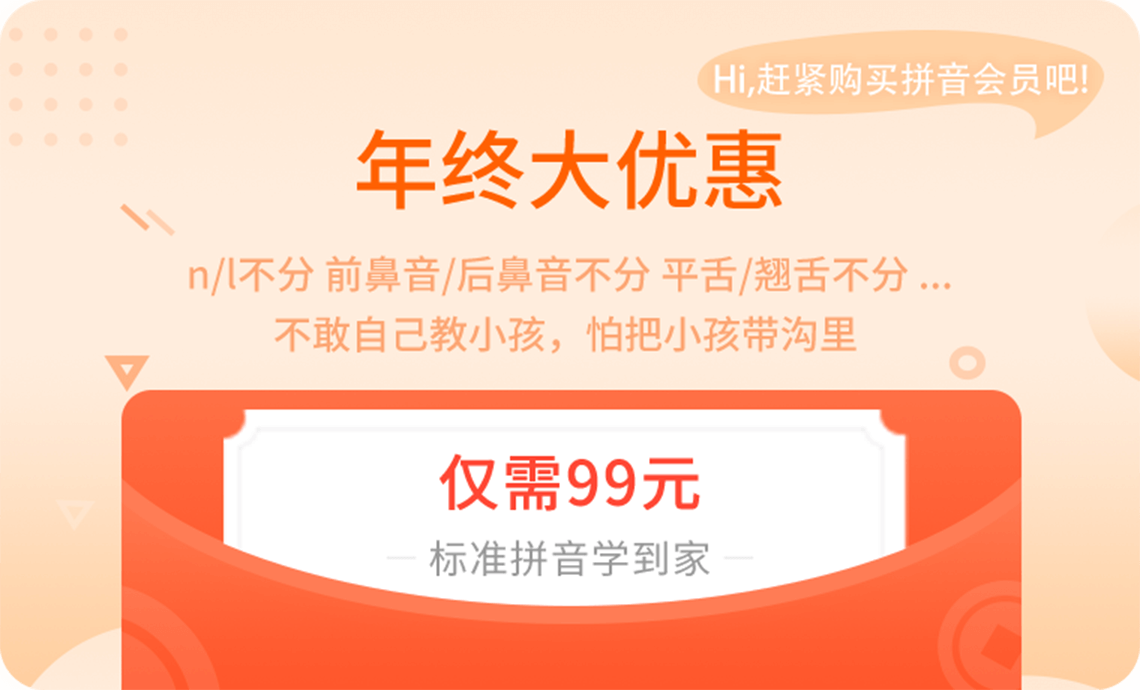 Hi,赶紧购买拼音会员吧!
年终大优惠
n/l不分 前鼻音/后鼻音不分 平舌/翘舌不分 ...
不敢自己教小孩，怕把小孩带沟里
仅需99元
标准拼音学到家